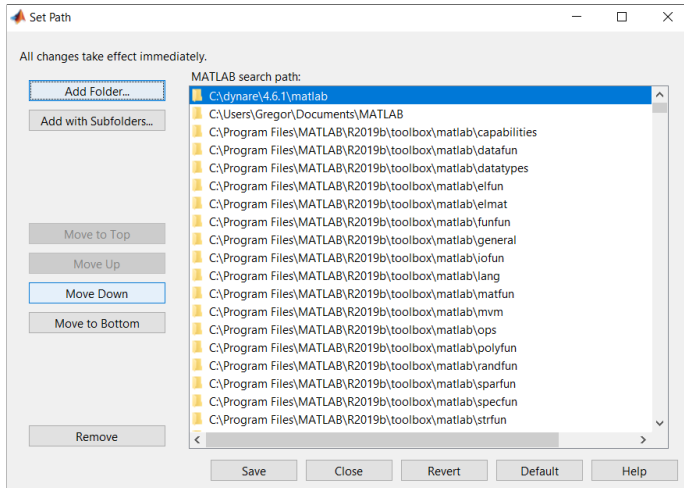 Set Path
All changes take effect immediately.
MATLAB search path:
Add Folder...
Add with Subfolders...
Move to Top
Move Up
Move Down
Move to Bottom
Remove
C:\dynare\4.6.1\matlab
C:\Users\Gregor\Documents\MATLAB
C:\Program Files\MATLAB\R2019b\toolbox\matlab\capabilities
C:\Program Files\MATLAB\R2019b\toolbox\matlab\datafun
C:\Program Files\MATLAB\R2019b\toolbox\matlab\datatypes
C:\Program Files\MATLAB\R2019b\toolbox\matlab\elfun
C:\Program Files\MATLAB\R2019b\toolbox\matlab\elmat
C:\Program Files\MATLAB\R2019b\toolbox\matlab\funfun
C:\Program Files\MATLAB\R2019b\toolbox\matlab\general
C:\Program Files\MATLAB\R2019b\toolbox\matlab\iofun
C:\Program Files\MATLAB\R2019b\toolbox\matlab\lang
C:\Program Files\MATLAB\R2019b\toolbox\matlab\matfun
C:\Program Files\MATLAB\R2019b\toolbox\matlab\mvm
C:\Program Files\MATLAB\R2019b\toolbox\matlab\ops
C:\Program Files\MATLAB\R2019b\toolbox\matlab\polyfun
C:\Program Files\MATLAB\R2019b\toolbox\matlab\randfun
C:\Program Files\MATLAB\R2019b\toolbox\matlab\sparfun
C:\Program Files\MATLAB\R2019b\toolbox\matlab\specfun
C:\Program Files\MATLAB\R2019b\toolbox\matlab\strfun
Save
Close
Revert
Default
Help